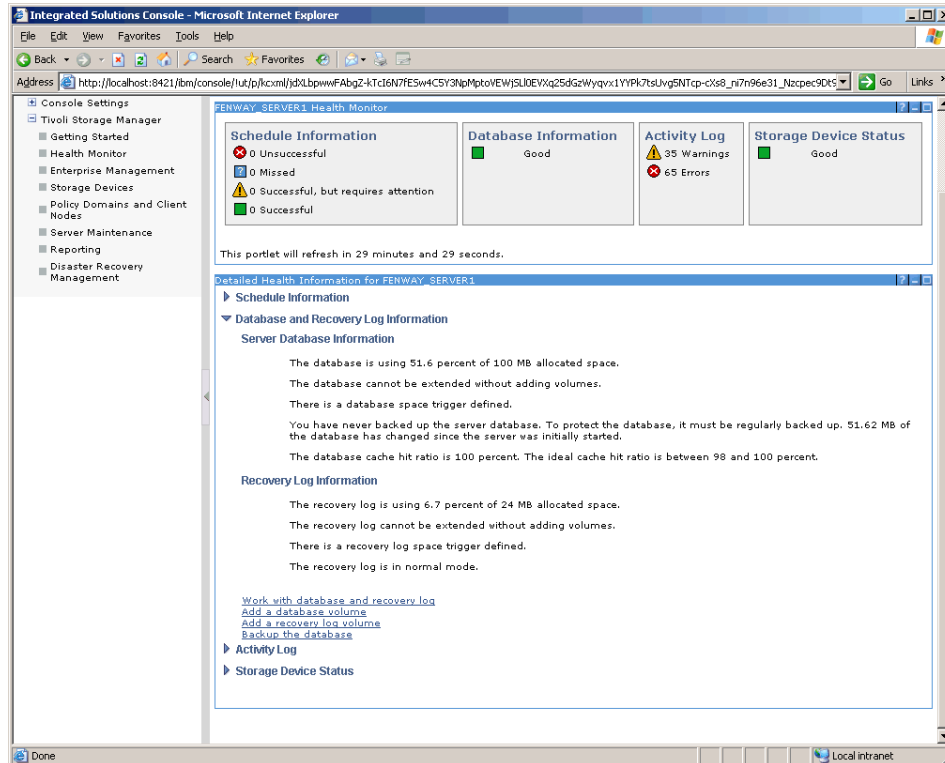 Integrated Solutions Console - Microsoft Internet Explorer
File Edit View Favorites Tools Help
Back Search Favorites
Address http://localhost:8421/ibm/console/!ut/p/kcxml/ Go Links
Console Settings
Tivoli Storage Manager
Getting Started
Health Monitor
Enterprise Management
Storage Devices
Policy Domains and Client
Nodes
Server Maintenance
Reporting
Disaster Recovery
Management
FENWAY_SERVER1 Health Monitor
Schedule Information
0 Unsuccessful
0 Missed
0 Successful, but requires attention
0 Successful
Database Information
Good
Activity Log
35 Warnings
65 Errors
Storage Device Status
Good
This portlet will refresh in 29 minutes and 29 seconds.
Detailed Health Information for FENWAY_SERVER1
Schedule Information
Database and Recovery Log Information
Server Database Information
The database is using 51.6 percent of 100 MB allocated space.
The database cannot be extended without adding volumes.
There is a database space trigger defined.
You have never backed up the server database. To protect the database, it must be regularly backed up. 51.62 MB of
the database has changed since the server was initially started.
The database cache hit ratio is 100 percent. The ideal cache hit ratio is between 98 and 100 percent.
Recovery Log Information
The recovery log is using 6.7 percent of 24 MB allocated space.
The recovery log cannot be extended without adding volumes.
There is a recovery log space trigger defined.
The recovery log is in normal mode.
Work with database and recovery log
Add a database volume
Add a recovery log volume
Backup the database
Activity Log
Storage Device Status
Done
Local intranet